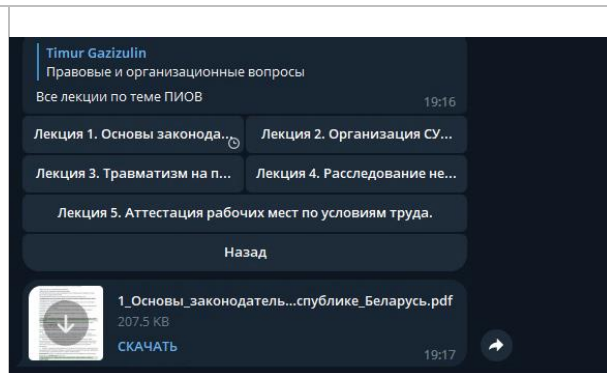 Timur Gazizulin
Правовые и организационные вопросы
Все лекции по теме ПИОВ
19:16
Лекция 1. Основы законода...
Лекция 2. Организация СУ...
Лекция 3. Травматизм на п...
Лекция 4. Расследование не...
Лекция 5. Аттестация рабочих мест по условиям труда.
Назад
1_Основы_законодатель...спублике_Беларусь.pdf
207.5 KB
СКАЧАТЬ
19:17